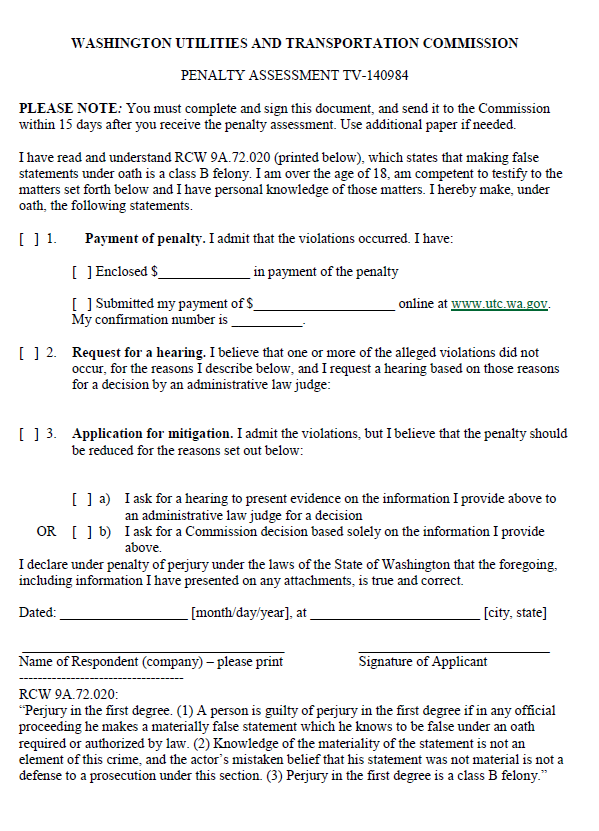 WASHINGTON UTILITIES AND TRANSPORTATION COMMISSION
PENALTY ASSESSMENT TV-140984
PLEASE NOTE: You must complete and sign this document, and send it to the Commission
within 15 days after you receive the penalty assessment. Use additional paper if needed.
I have read and understand RCW 9A.72.020 (printed below), which states that making false
statements under oath is a class B felony. I am over the age of 18, am competent to testify to the
matters set forth below and I have personal knowledge of those matters. I hereby make, under
oath, the following statements.
[ ] 1. Payment of penalty. I admit that the violations occurred. I have:
[ ] Enclosed $_____________ in payment of the penalty
[ ] Submitted my payment of $____________________ online at www.utc.wa.gov.
My confirmation number is __________.
[ ] 2. Request for a hearing. I believe that one or more of the alleged violations did not
occur, for the reasons I describe below, and I request a hearing based on those reasons
for a decision by an administrative law judge:
[ ] 3. Application for mitigation. I admit the violations, but I believe that the penalty should
be reduced for the reasons set out below:
[ ] a) I ask for a hearing to present evidence on the information I provide above to
an administrative law judge for a decision
OR [ ] b) I ask for a Commission decision based solely on the information I provide
above.
I declare under penalty of perjury under the laws of the State of Washington that the foregoing,
including information I have presented on any attachments, is true and correct.
Dated: __________________ [month/day/year], at ________________________ [city, state]
_____________________________________ ___________________________
Name of Respondent (company) – please print Signature of Applicant
-----------------------------------
RCW 9A.72.020:
“Perjury in the first degree. (1) A person is guilty of perjury in the first degree if in any official
proceeding he makes a materially false statement which he knows to be false under an oath
required or authorized by law. (2) Knowledge of the materiality of the statement is not an
element of this crime, and the actor’s mistaken belief that his statement was not material is not a
defense to a prosecution under this section. (3) Perjury in the first degree is a class B felony.”